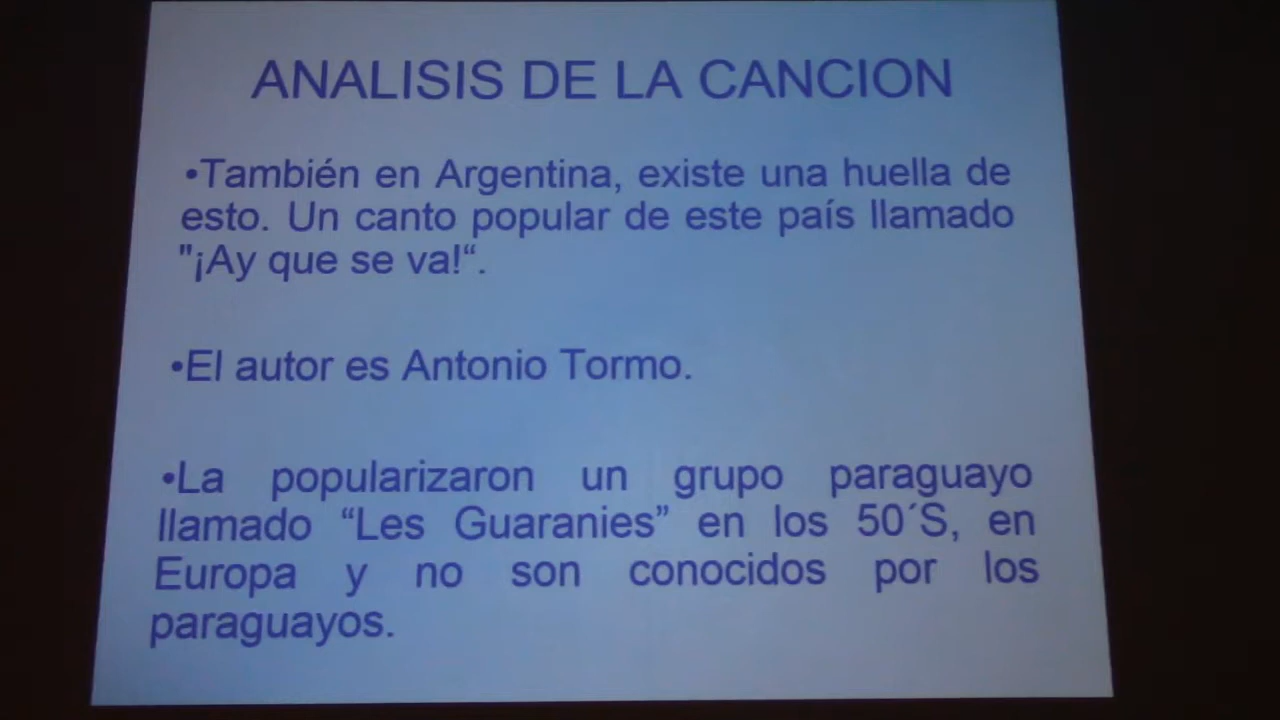 ANALISIS DE LA CANCION
•También en Argentina, existe una huella de
esto. Un canto popular de este país llamado
"¡Ay que se va!“.
•El autor es Antonio Tormo.
•La popularizaron un grupo paraguayo
llamado “Les Guaranies” en los 50´S, en
Europa y no son conocidos por los
paraguayos.